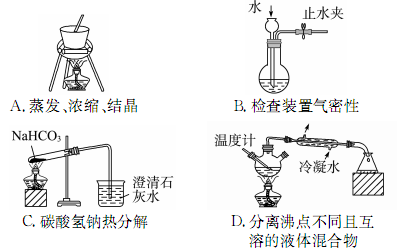 水
止水夹
A. 蒸发、浓缩、结晶
B. 检查装置气密性
NaHCO3
澄清石
灰水
C. 碳酸氢钠热分解
温度计
冷凝水
D. 分离沸点不同且互
溶的液体混合物